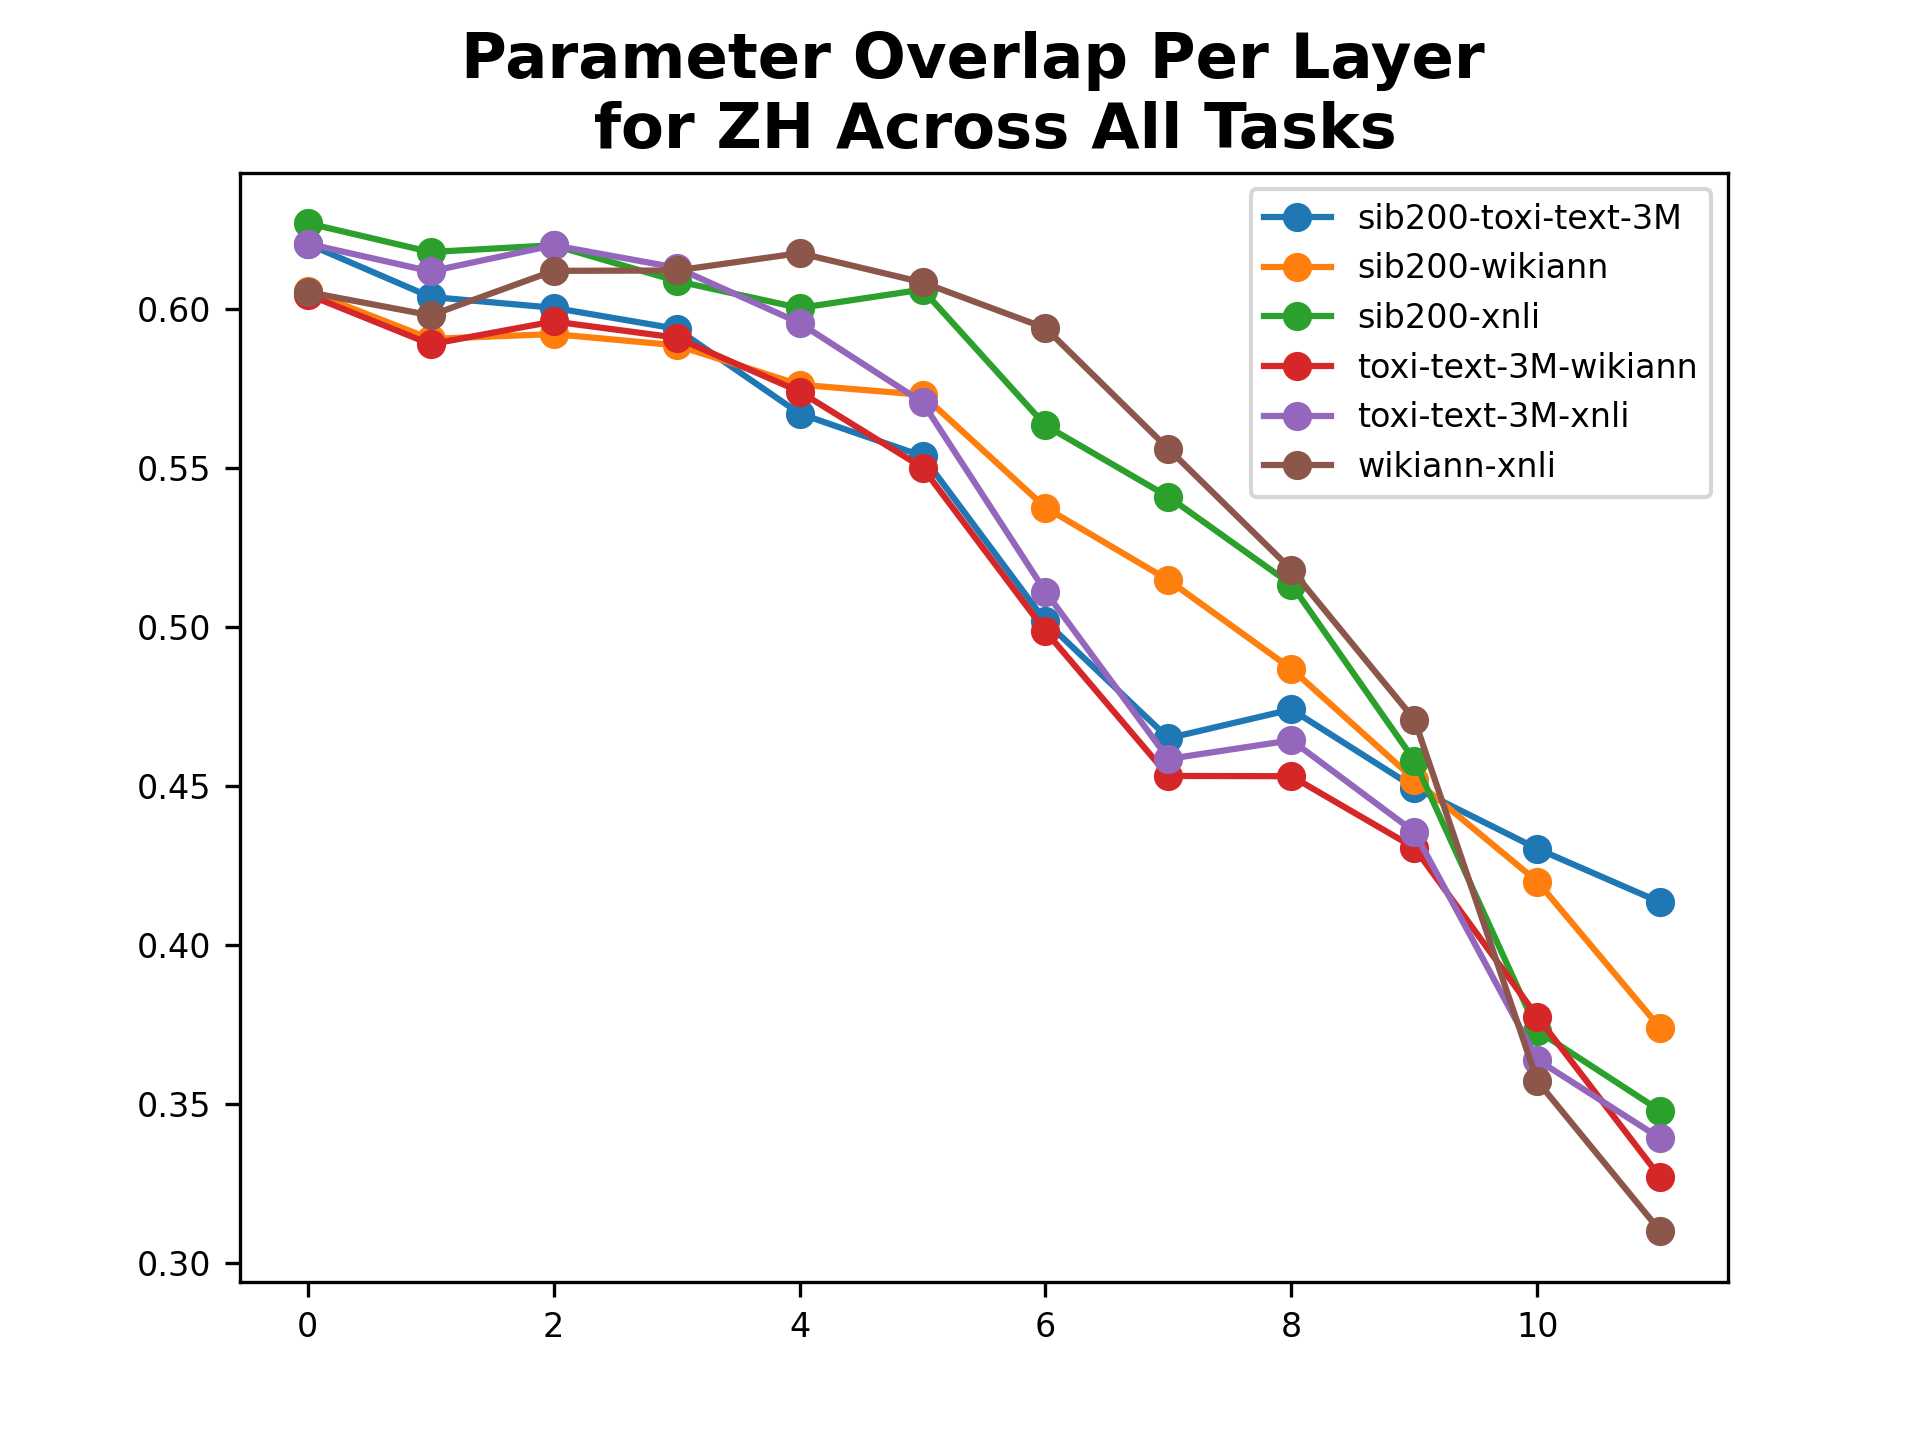 Parameter Overlap Per Layer
for ZH Across All Tasks
sib200-toxi-text-3M
sib200-wikiann
sib200-xnli
toxi-text-3M-wikiann
toxi-text-3M-xnli
wikiann-xnli
0.60
0.55
0.50
0.45
0.40
0.35
0.30
0 2 4 6 8 10